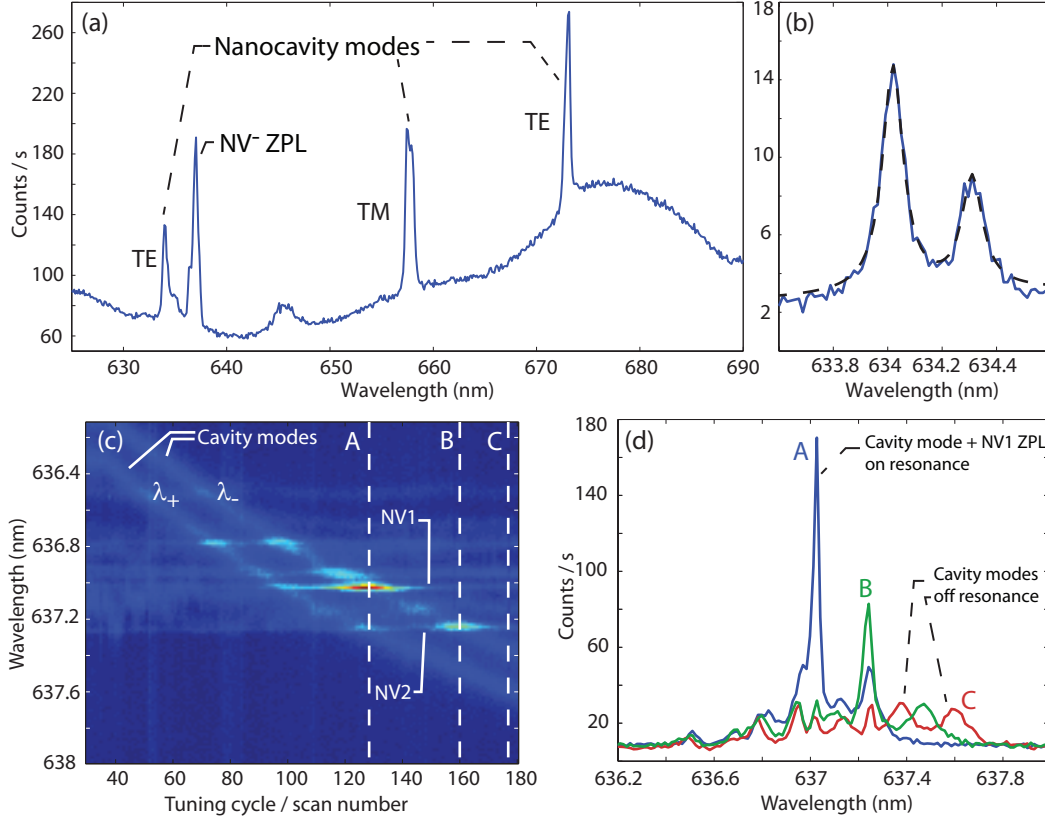 (a)
Nanocavity modes
NV⁻ ZPL
TE
TM
TE
Counts / s
260
220
180
140
100
60
630
640
650
660
670
680
690
Wavelength (nm)
(b)
18
14
10
6
2
633.8
634
634.2
634.4
Wavelength (nm)
(c)
Cavity modes
A
B
C
λ₊
λ₋
NV1
NV2
Wavelength (nm)
636.4
636.8
637.2
637.6
638
40
60
80
100
120
140
160
180
Tuning cycle / scan number
(d)
A
Cavity mode + NV1 ZPL
on resonance
B
Cavity modes
off resonance
C
Counts / s
180
140
100
60
20
636.2
636.6
637
637.4
637.8
Wavelength (nm)